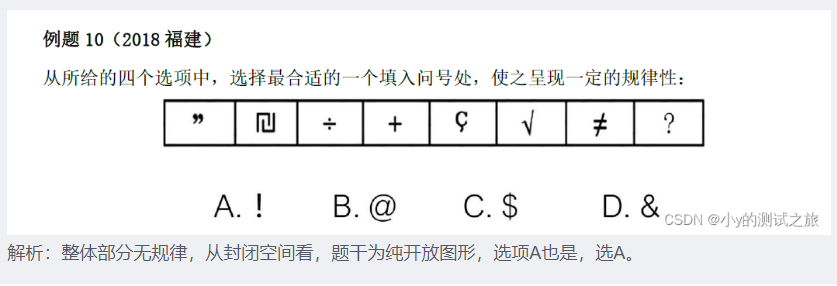 例题 10（2018 福建）
从所给的四个选项中，选择最合适的一个填入问号处，使之呈现一定的规律性：
” ₪ ÷ + ç √ ≠ ？
A. ! B. @ C. $ D. &
CSDN @小y的测试之旅
解析：整体部分无规律，从封闭空间看，题干为纯开放图形，选项A也是，选A。